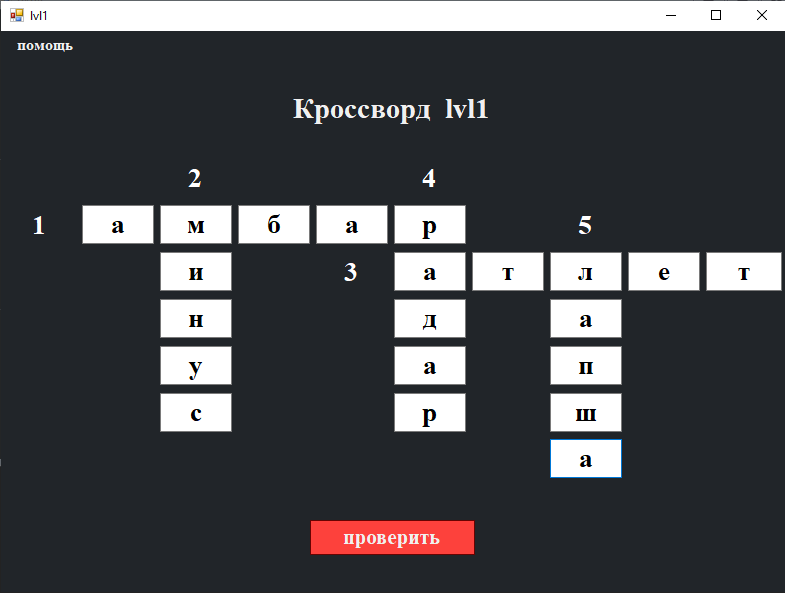 lvl1
помощь
Кроссворд lvl1
2 4
1 а м б а р 5
и 3 а т л е т
н д а
у а п
с р ш
а
проверить